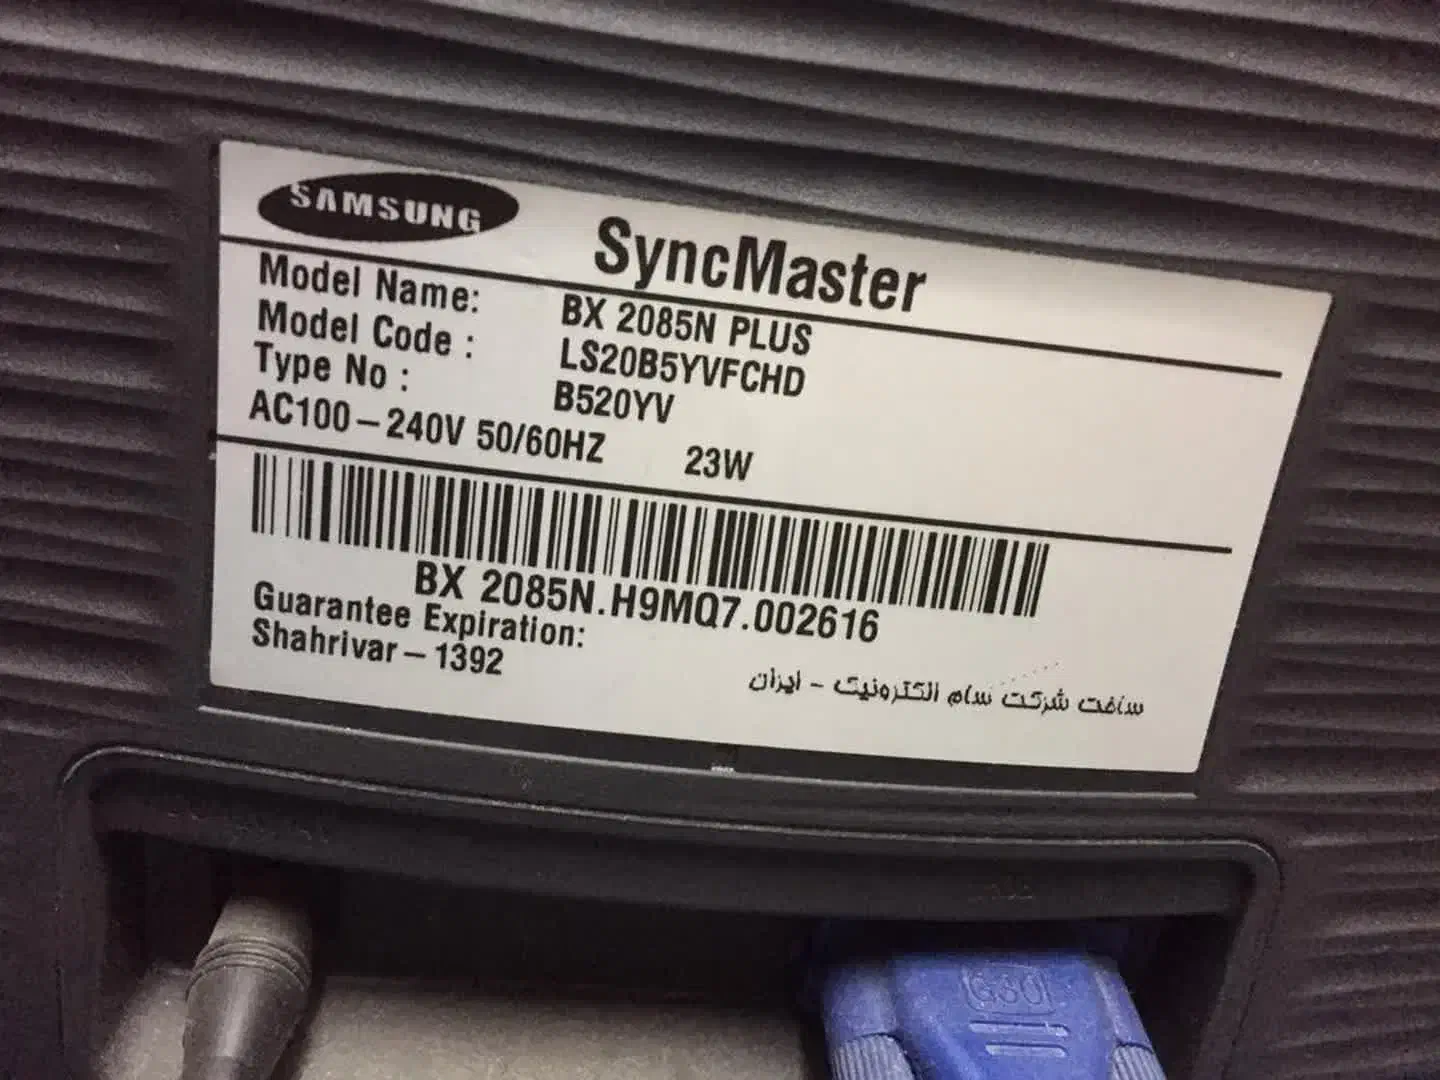 SAMSUNG
SyncMaster
Model Name: BX 2085N PLUS
Model Code : LS20B5YVFCHD
Type No : B520YV
AC100-240V 50/60HZ 23W
BX 2085N.H9MQ7.002616
Guarantee Expiration:
Shahrivar-1392
ساخت شرکت سام الکترونیک - ایران